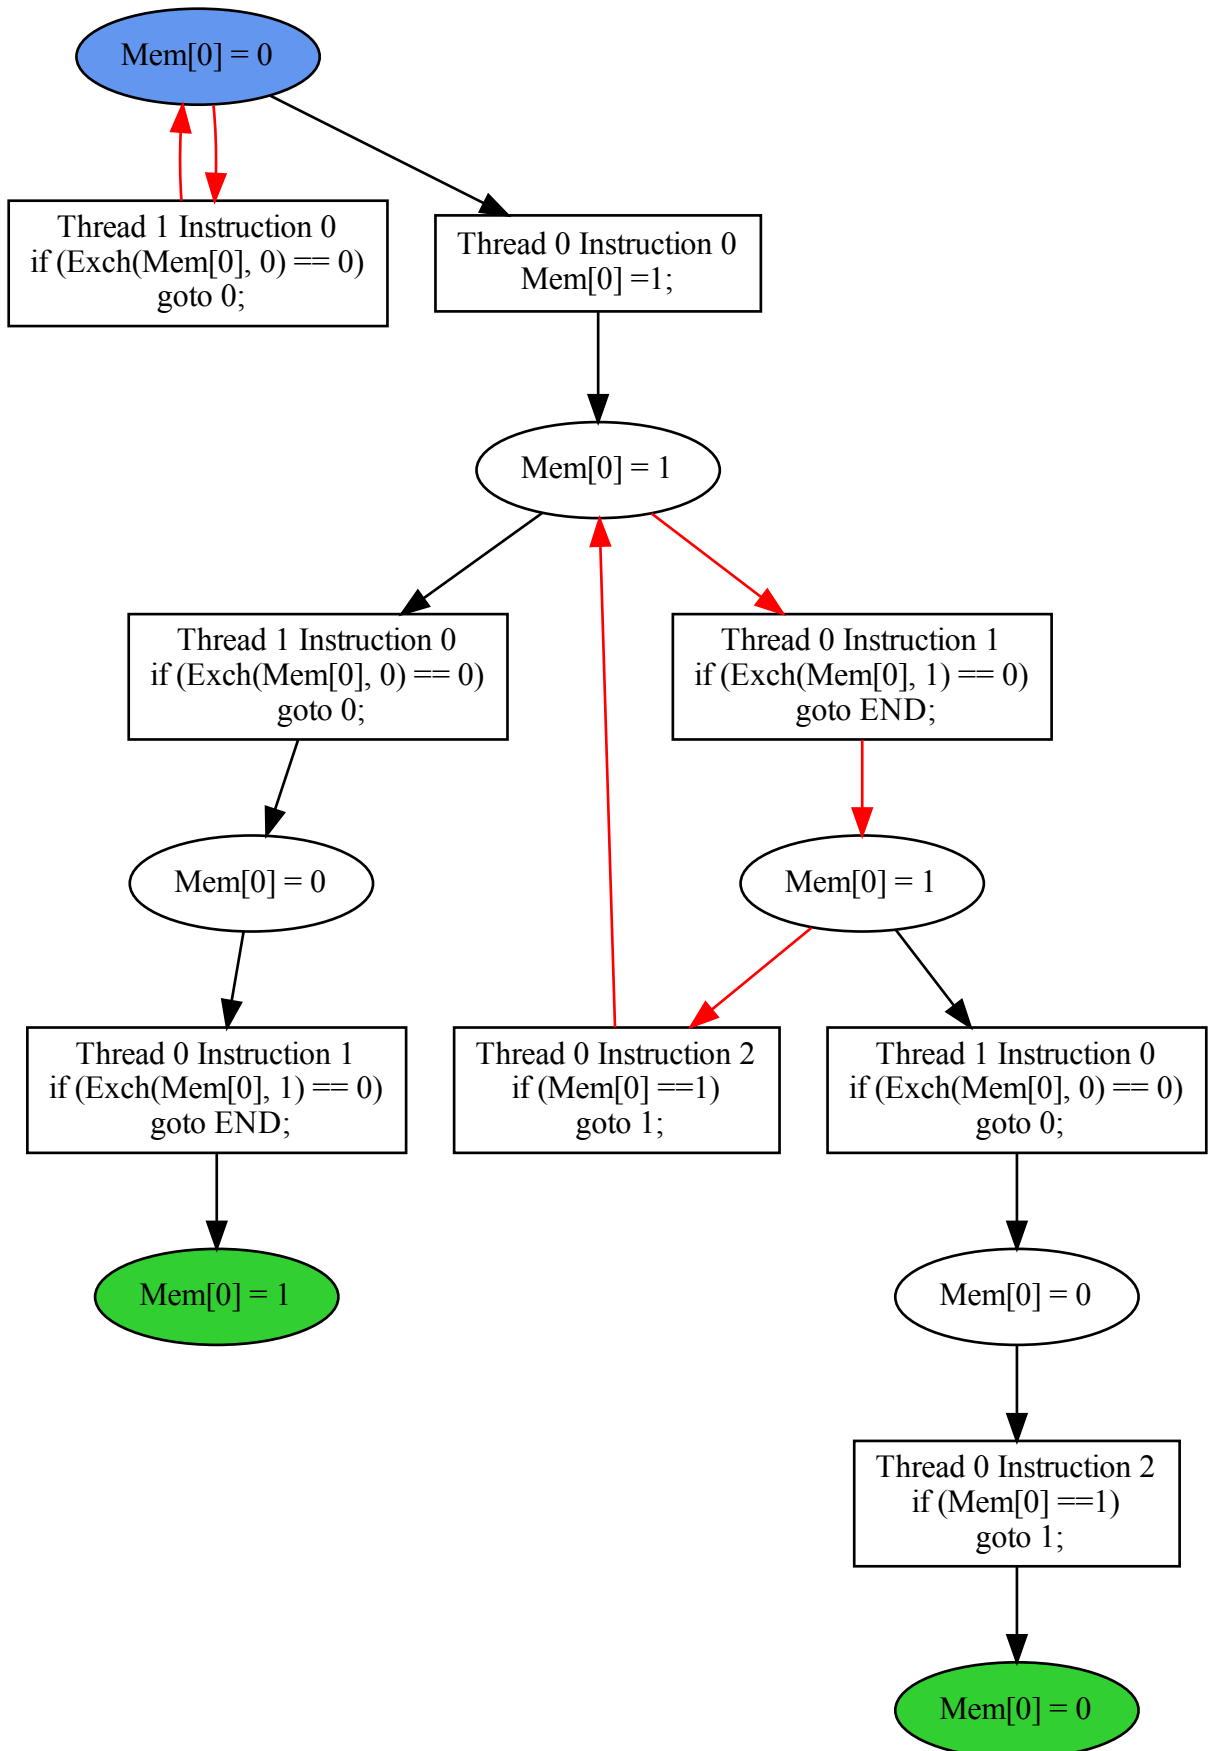 Mem[0] = 0
Thread 1 Instruction 0
if (Exch(Mem[0], 0) == 0)
goto 0;
Thread 0 Instruction 0
Mem[0] =1;
Mem[0] = 1
Thread 1 Instruction 0
if (Exch(Mem[0], 0) == 0)
goto 0;
Thread 0 Instruction 1
if (Exch(Mem[0], 1) == 0)
goto END;
Mem[0] = 0
Mem[0] = 1
Thread 0 Instruction 1
if (Exch(Mem[0], 1) == 0)
goto END;
Thread 0 Instruction 2
if (Mem[0] ==1)
goto 1;
Thread 1 Instruction 0
if (Exch(Mem[0], 0) == 0)
goto 0;
Mem[0] = 1
Mem[0] = 0
Thread 0 Instruction 2
if (Mem[0] ==1)
goto 1;
Mem[0] = 0